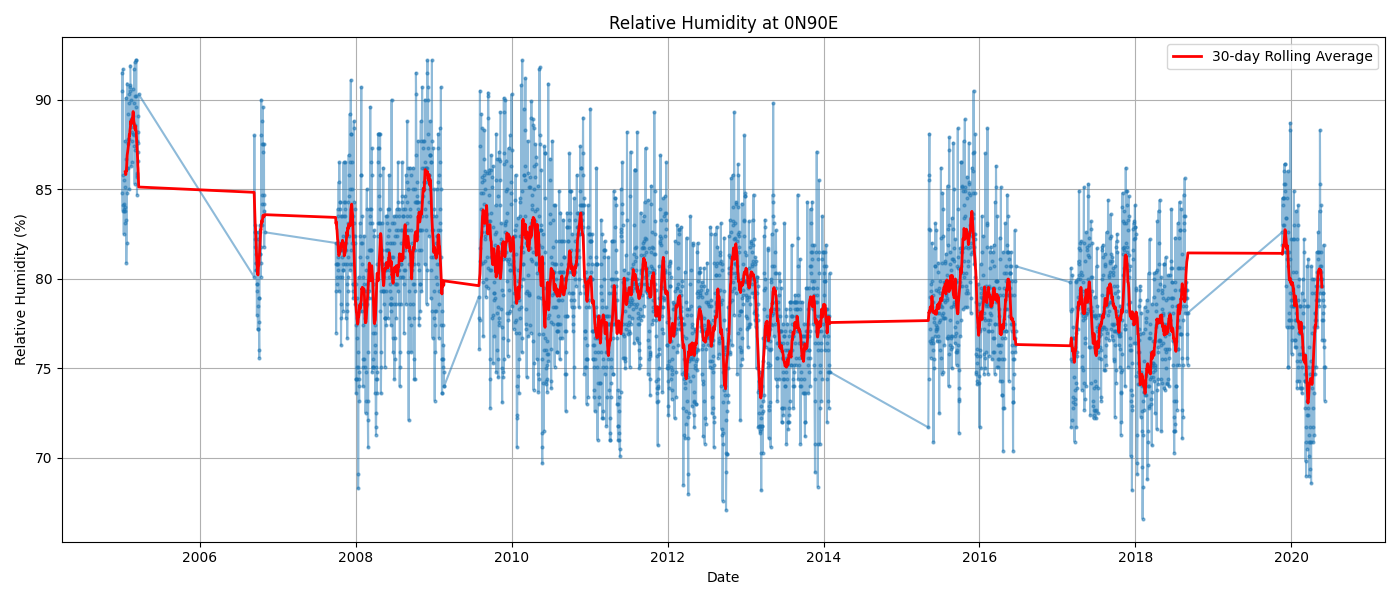 Relative Humidity at 0N90E
30-day Rolling Average
Relative Humidity (%)
90
85
80
75
70
2006 2008 2010 2012 2014 2016 2018 2020
Date